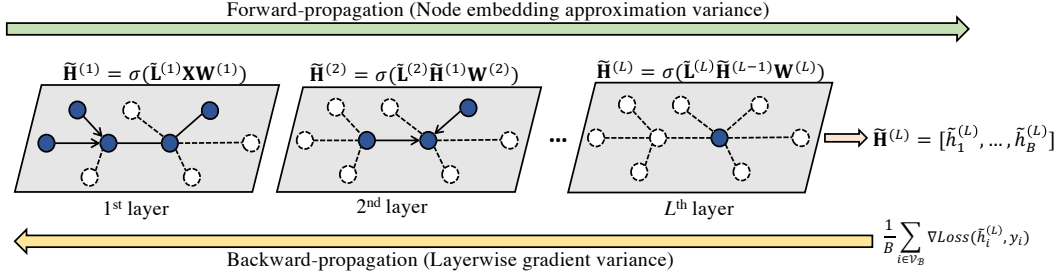 Forward-propagation (Node embedding approximation variance)
H̃^(1) = σ(L̃^(1)XW^(1))
H̃^(2) = σ(L̃^(2)H̃^(1)W^(2))
H̃^(L) = σ(L̃^(L)H̃^(L−1)W^(L))
...
H̃^(L) = [h̃_1^(L), ..., h̃_B^(L)]
1st layer
2nd layer
Lth layer
1/B ∑_{i∈𝒱_B} ∇Loss(h̃_i^(L), y_i)
Backward-propagation (Layerwise gradient variance)